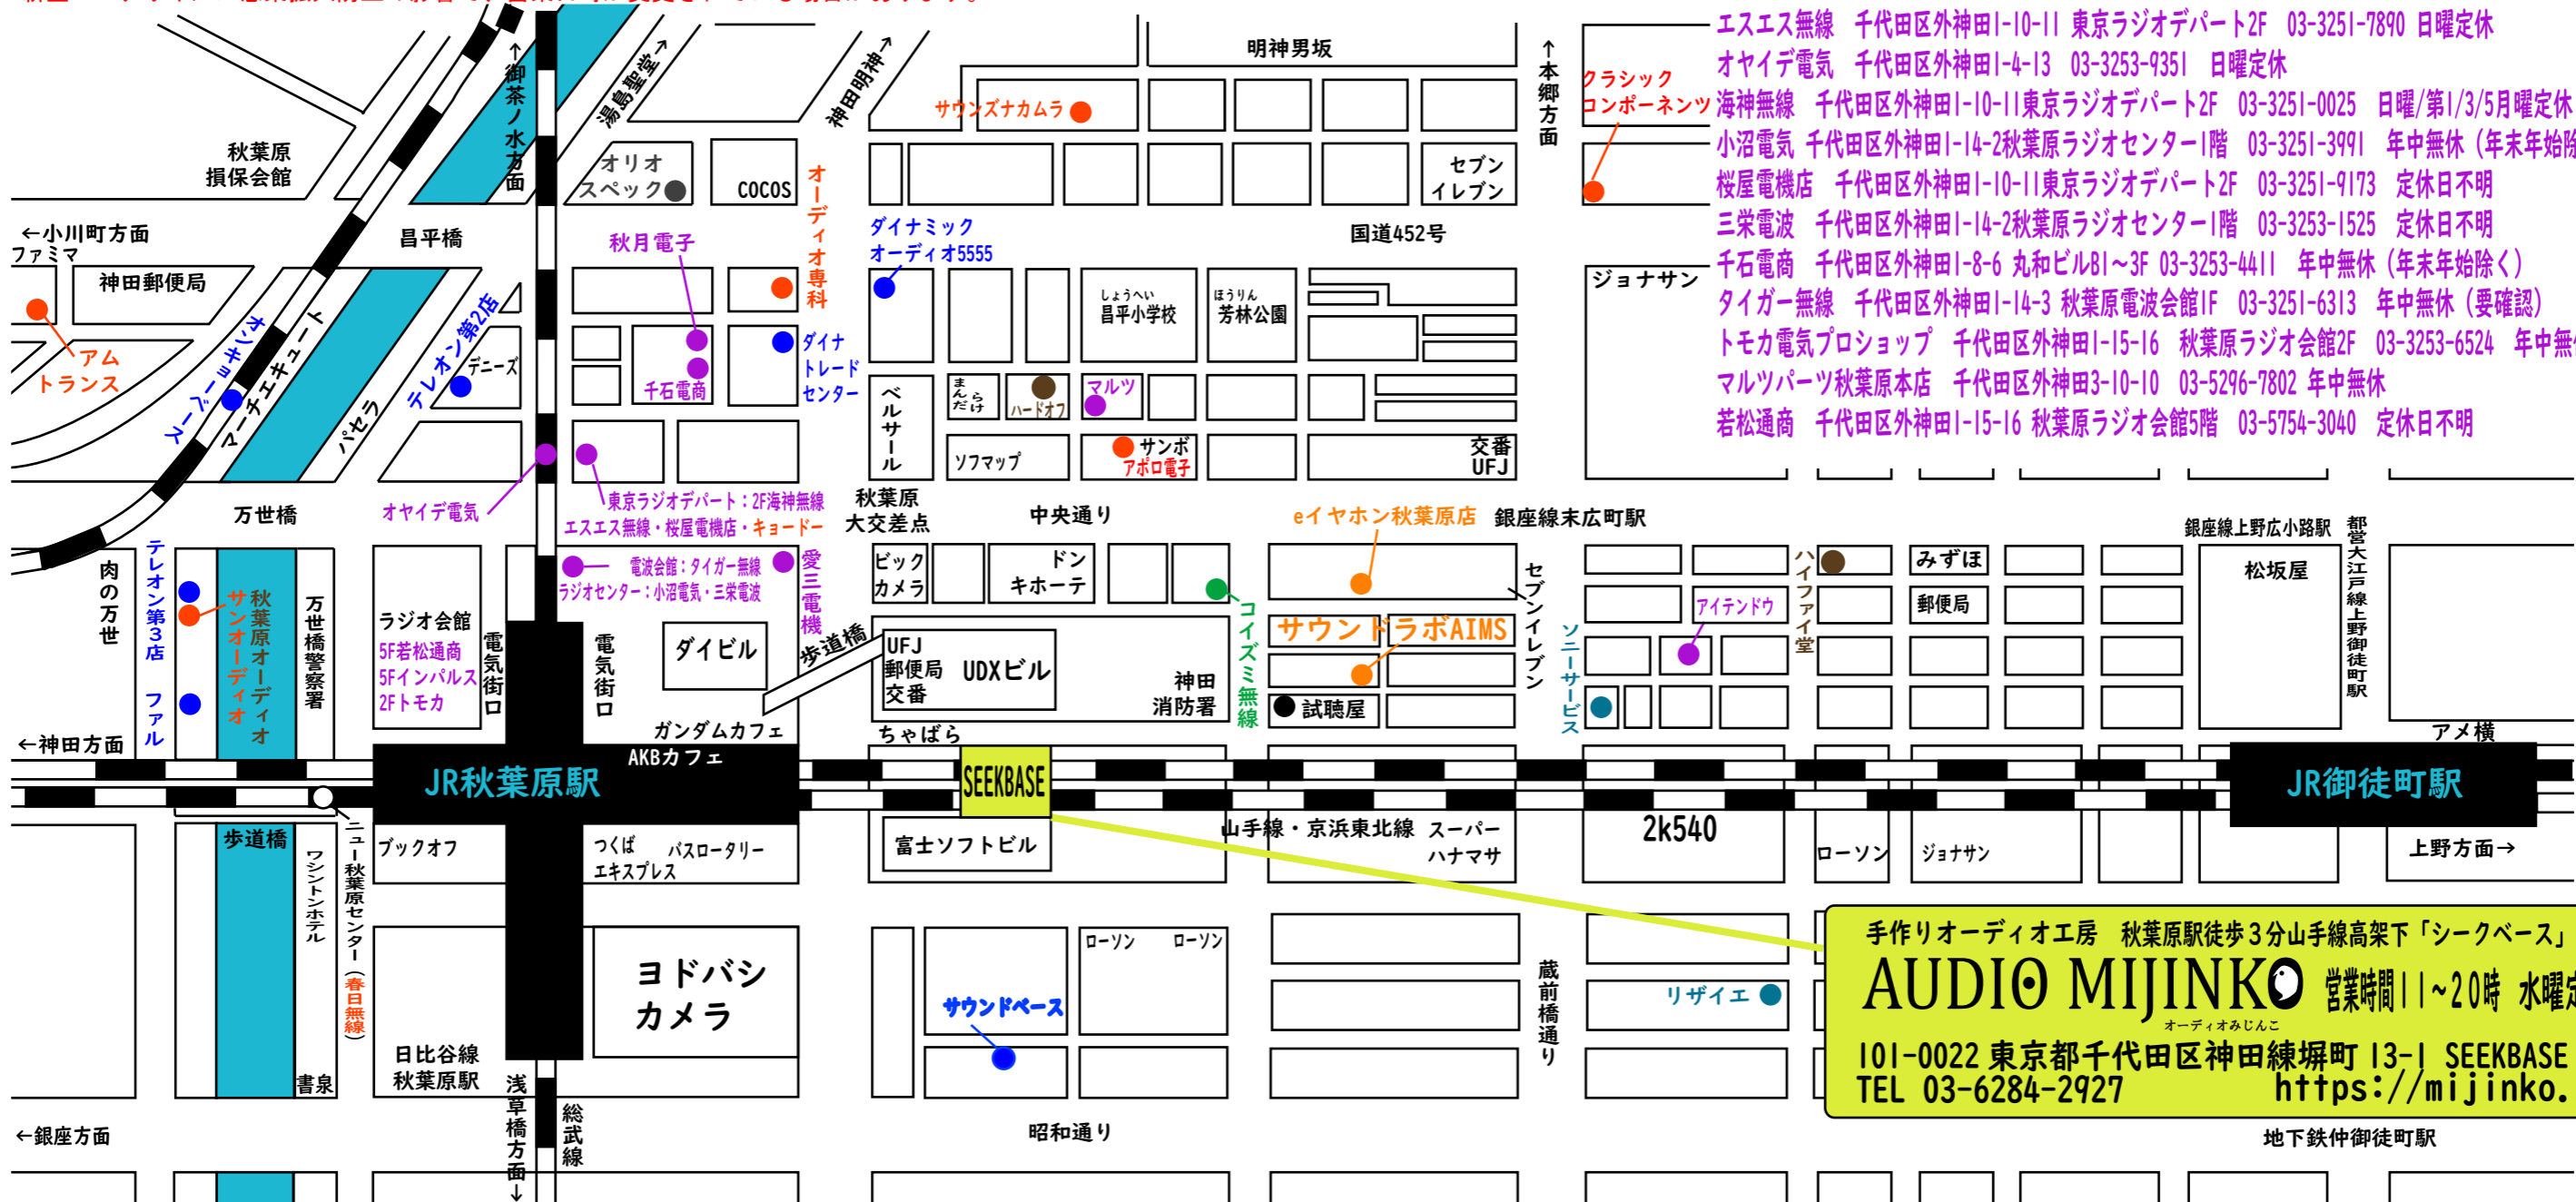 エスエス無線 千代田区外神田1-10-11 東京ラジオデパート2F 03-3251-7890 日曜定休
オヤイデ電気 千代田区外神田1-4-13 03-3253-9351 日曜定休
海神無線 千代田区外神田1-10-11東京ラジオデパート2F 03-3251-0025 日曜/第1/3/5月曜定休
小沼電気 千代田区外神田1-14-2秋葉原ラジオセンター1階 03-3251-3991 年中無休（年末年始除
桜屋電機店 千代田区外神田1-10-11東京ラジオデパート2F 03-3251-9173 定休日不明
三栄電波 千代田区外神田1-14-2秋葉原ラジオセンター1階 03-3253-1525 定休日不明
千石電商 千代田区外神田1-8-6 丸和ビルB1～3F 03-3253-4411 年中無休（年末年始除く）
タイガー無線 千代田区外神田1-14-3 秋葉原電波会館1F 03-3251-6313 年中無休（要確認）
トモカ電気プロショップ 千代田区外神田1-15-16 秋葉原ラジオ会館2F 03-3253-6524 年中無
マルツパーツ秋葉原本店 千代田区外神田3-10-10 03-5296-7802 年中無休
若松通商 千代田区外神田1-15-16 秋葉原ラジオ会館5階 03-5754-3040 定休日不明
←御茶ノ水方面
湯島聖堂→
神田明神→
明神男坂
←本郷方面
クラシック
コンポーネンツ
サウンズナカムラ
秋葉原
損保会館
オリオ
スペック
COCOS
オーディオ専科
セブン
イレブン
←小川町方面
ファミマ
昌平橋
秋月電子
ダイナミック
オーディオ5555
国道452号
神田郵便局
ジョナサン
しょうへい
昌平小学校
ほうりん
芳林公園
アム
トランス
オンキョーベース
マーチエキュート
パセラ
テレオン第2店
デニーズ
千石電商
ダイナ
トレード
センター
ベルサール
まんだらけ
ハードオフ
マルツ
ソフマップ
サンボ
アポロ電子
交番
UFJ
オヤイデ電気
東京ラジオデパート：2F海神無線
エスエス無線・桜屋電機店・キョードー
万世橋
秋葉原
大交差点
中央通り
eイヤホン秋葉原店
銀座線末広町駅
銀座線上野広小路駅
都営大江戸線上野御徒町駅
肉の万世
テレオン第3店
ファル
サンオーディオ
秋葉原オーディオ
万世橋警察署
ラジオ会館
5F若松通商
5Fインパルス
2Fトモカ
電気街口
電気街口
電波会館：タイガー無線
ラジオセンター：小沼電気・三栄電波
愛三電機
ダイビル
歩道橋
ビック
カメラ
ドン
キホーテ
コイズミ無線
UFJ
郵便局
交番
UDXビル
神田
消防署
サウンドラボAIMS
試聴屋
セブンイレブン
ソニーサービス
アイテンドウ
ハイファイ堂
みずほ
郵便局
松坂屋
←神田方面
ガンダムカフェ
AKBカフェ
ちゃばら
アメ横
JR秋葉原駅
SEEKBASE
JR御徒町駅
歩道橋
ワシントンホテル
ニュー秋葉原センター（春日無線）
ブックオフ
つくば
エキスプレス
バスロータリー
富士ソフトビル
山手線・京浜東北線
スーパー
ハナマサ
2k540
ローソン
ジョナサン
上野方面→
ヨドバシ
カメラ
サウンドベース
ローソン
ローソン
蔵前橋通り
リザイエ
日比谷線
秋葉原駅
書泉
浅草橋方面→
総武線
←銀座方面
昭和通り
地下鉄仲御徒町駅
手作りオーディオ工房 秋葉原駅徒歩３分山手線高架下「シークベース」
AUDIO MIJINKO 営業時間11～20時 水曜定
オーディオみじんこ
101-0022 東京都千代田区神田練塀町 13-1 SEEKBASE
TEL 03-6284-2927 https://mijinko.